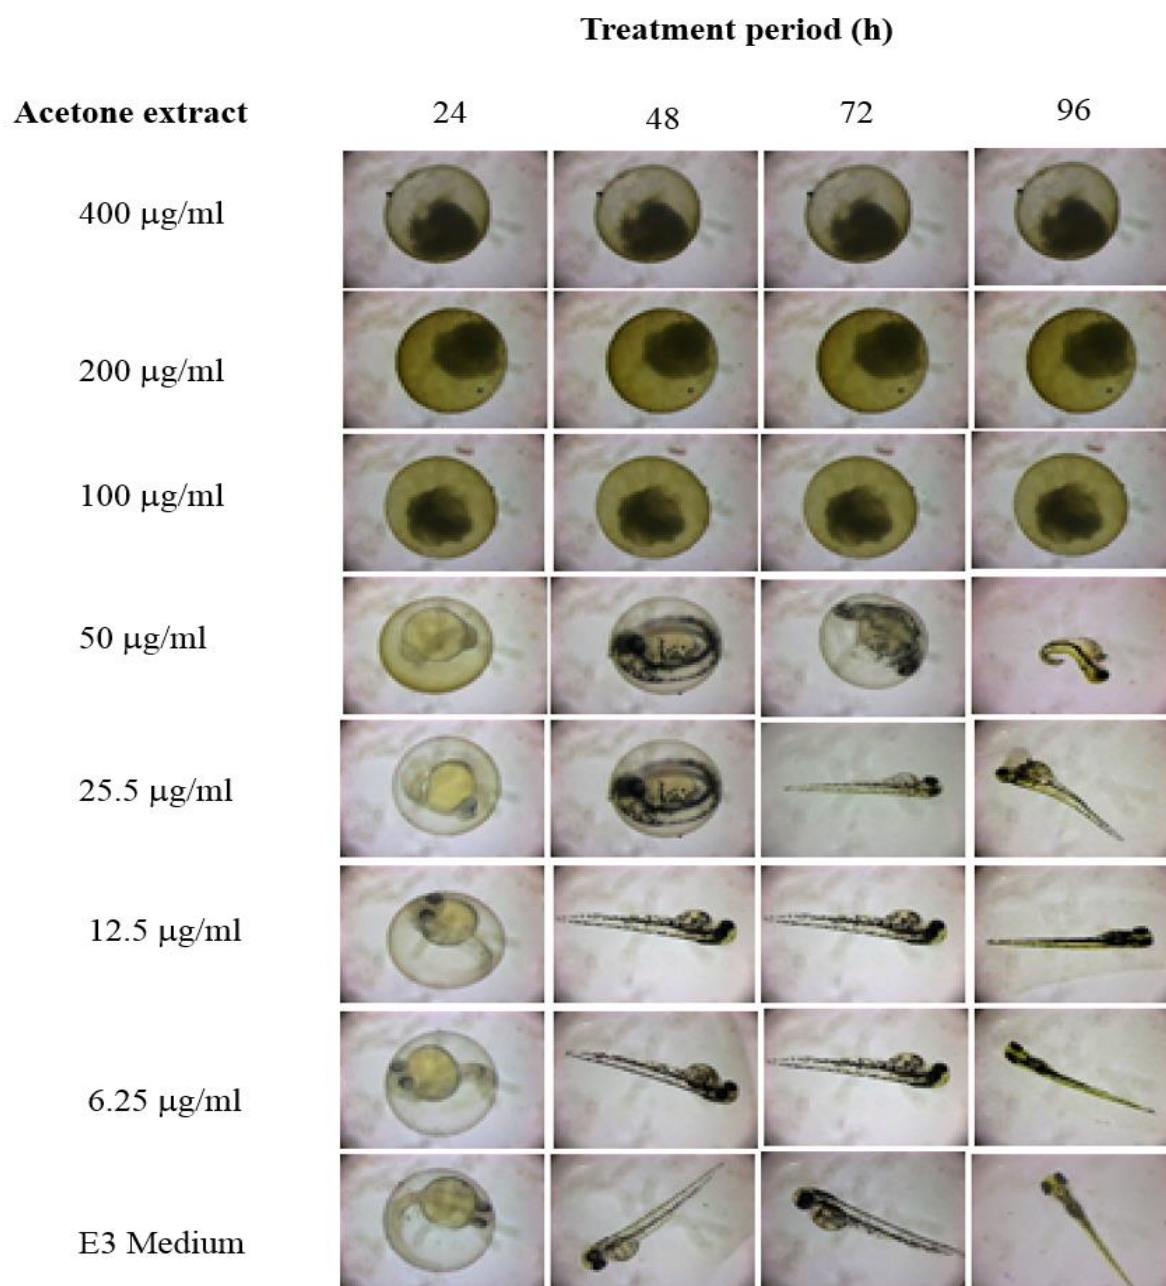 Treatment period (h)
Acetone extract 24 48 72 96
400 μg/ml
200 μg/ml
100 μg/ml
50 μg/ml
25.5 μg/ml
12.5 μg/ml
6.25 μg/ml
E3 Medium